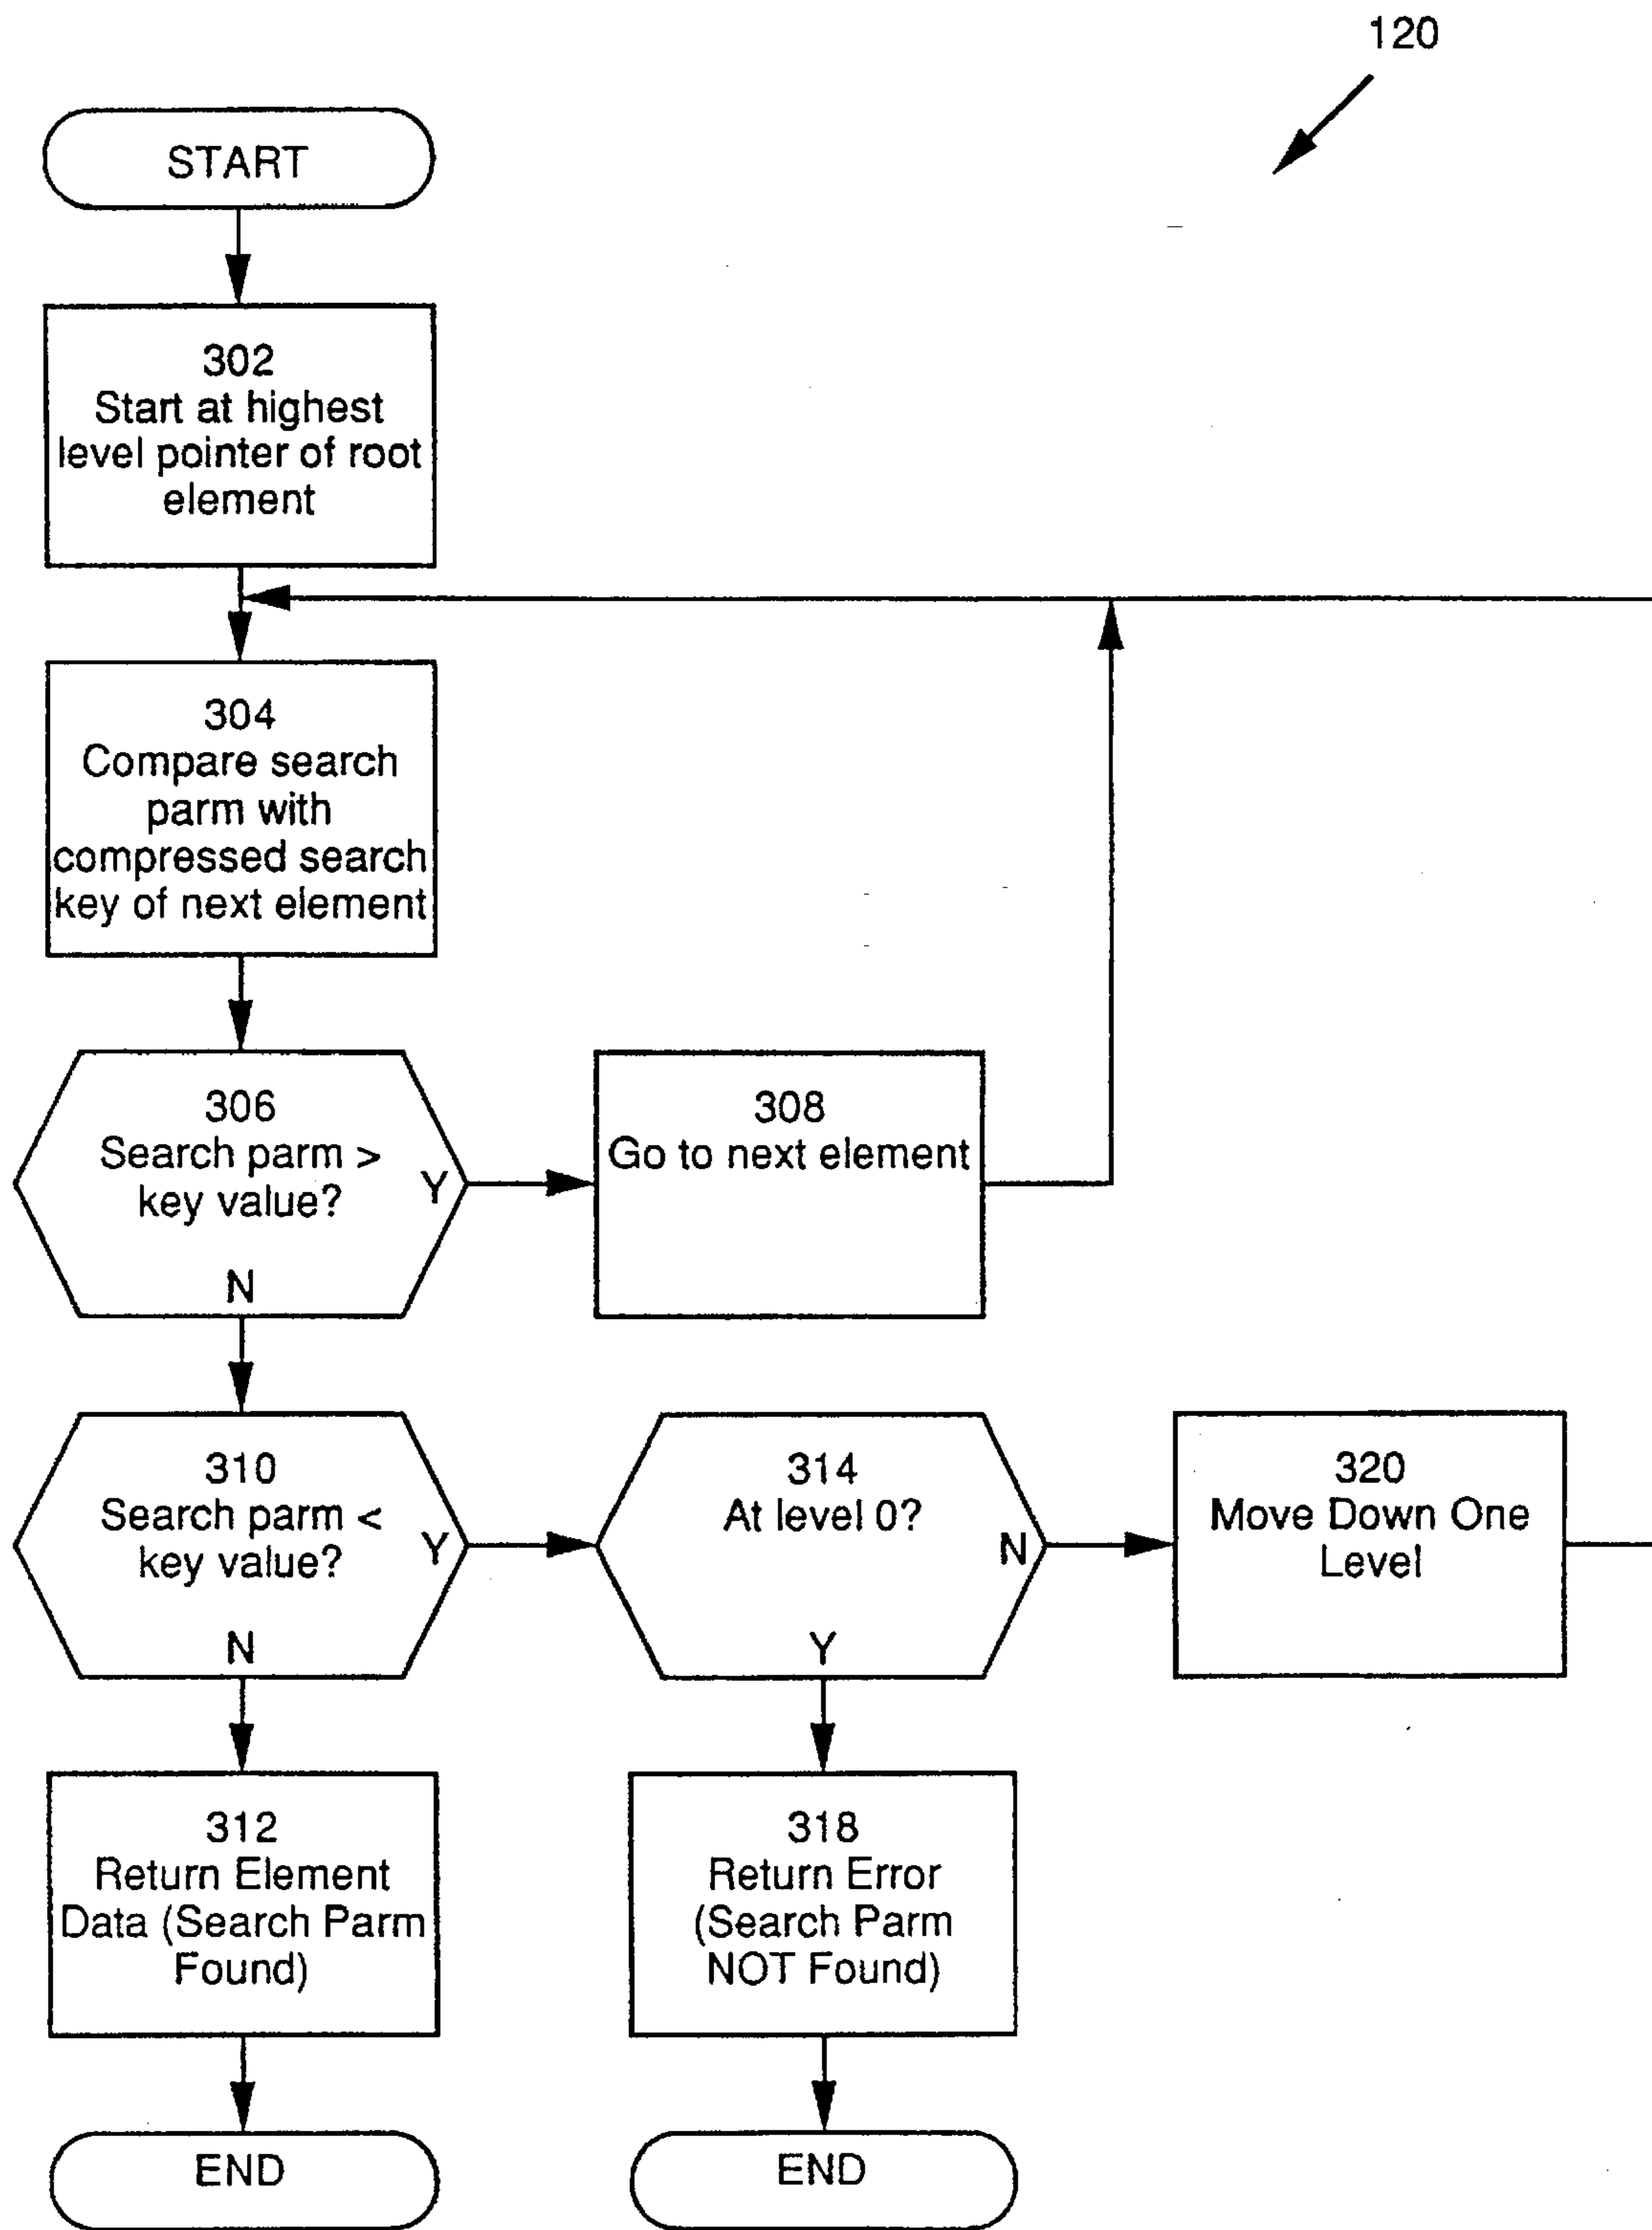 120
START
302
Start at highest
level pointer of root
element
304
Compare search
parm with
compressed search
key of next element
306
Search parm >
key value?
Y
N
308
Go to next element
310
Search parm <
key value?
Y
N
314
At level 0?
N
Y
320
Move Down One
Level
312
Return Element
Data (Search Parm
Found)
318
Return Error
(Search Parm
NOT Found)
END
END